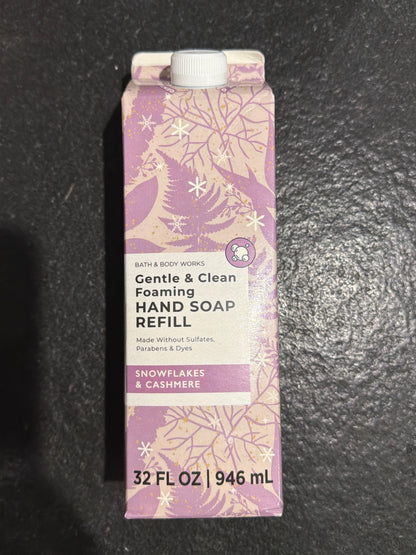 BATH & BODY WORKS
Gentle & Clean
Foaming
HAND SOAP
REFILL
Made Without Sulfates,
Parabens & Dyes
SNOWFLAKES
& CASHMERE
32 FL OZ | 946 mL